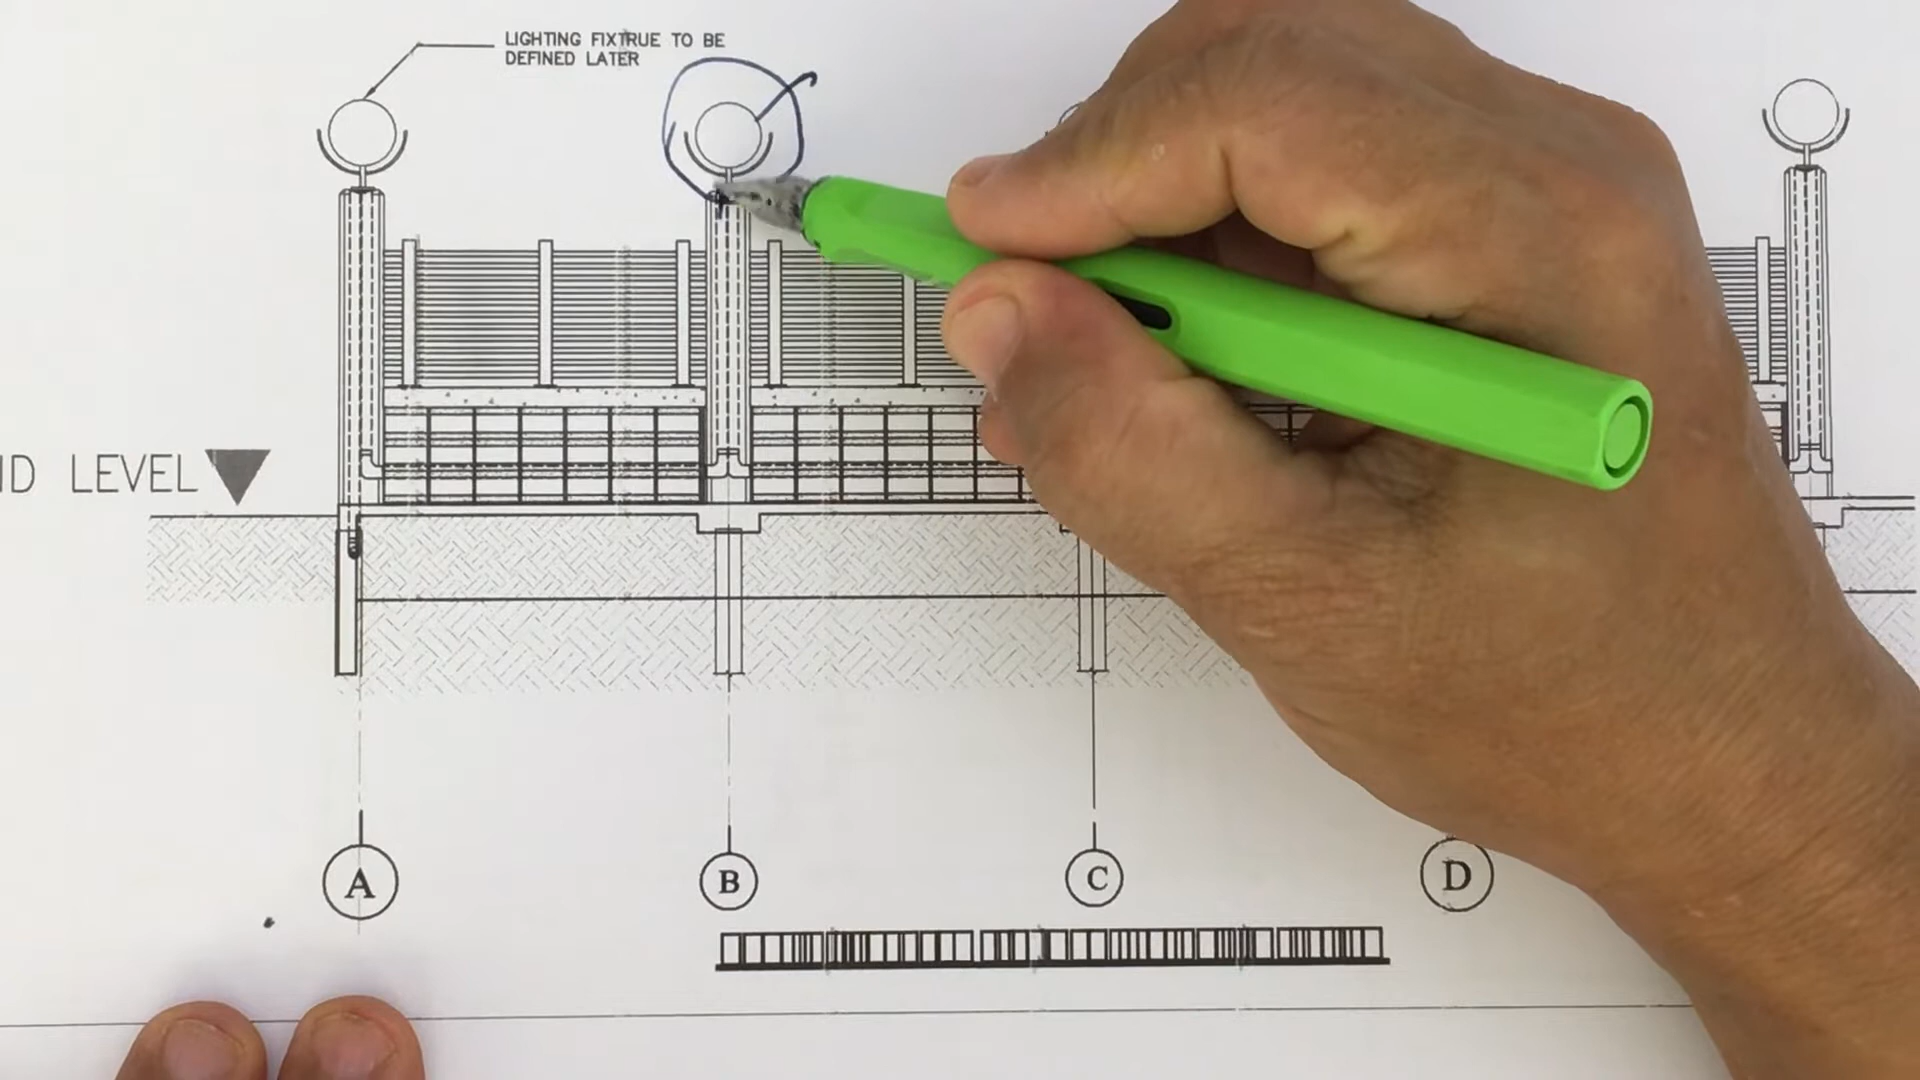 LIGHTING FIXTRUE TO BE
DEFINED LATER
LEVEL
A
B
C
D